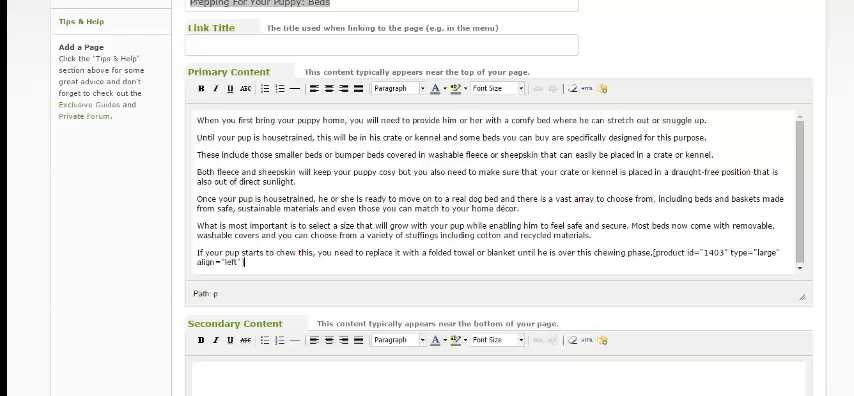 Prepping For Your Puppy: Beds
Tips & Help
Link Title The title used when linking to the page (e.g. in the menu)
Add a Page
Click the "Tips & Help"
section above for some
great advice and don't
forget to check out the
Exclusive Guides and
Private Forum.
Primary Content This content typically appears near the top of your page.
B I U ABC Paragraph A Font Size HTML
When you first bring your puppy home, you will need to provide him or her with a comfy bed where he can stretch out or snuggle up.
Until your pup is housetrained, this will be in his crate or kennel and some beds you can buy are specifically designed for this purpose.
These include those smaller beds or bumper beds covered in washable fleece or sheepskin that can easily be placed in a crate or kennel.
Both fleece and sheepskin will keep your puppy cosy but you also need to make sure that your crate or kennel is placed in a draught-free position that is
also out of direct sunlight.
Once your pup is housetrained, he or she is ready to move on to a real dog bed and there is a vast array to choose from, including beds and baskets made
from safe, sustainable materials and even those you can match to your home décor.
What is most important is to select a size that will grow with your pup while enabling him to feel safe and secure. Most beds now come with removable,
washable covers and you can choose from a variety of stuffings including cotton and recycled materials.
If your pup starts to chew this, you need to replace it with a folded towel or blanket until he is over this chewing phase.[product id="1403" type="large"
align="left"]
Path: p
Secondary Content This content typically appears near the bottom of your page.
B I U ABC Paragraph A Font Size HTML